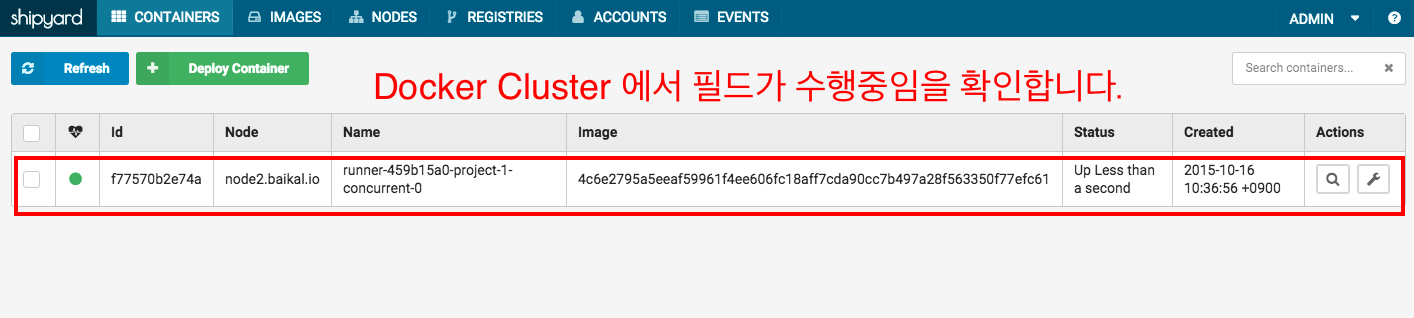 shipyard CONTAINERS IMAGES NODES REGISTRIES ACCOUNTS EVENTS ADMIN
Refresh Deploy Container Search containers...
Docker Cluster 에서 필드가 수행중임을 확인합니다.
Id Node Name Image Status Created Actions
f77570b2e74a node2.baikal.io runner-459b15a0-project-1-concurrent-0 4c6e2795a5eeaf59961f4ee606fc18aff7cda90cc7b497a28f563350f77efc61 Up Less than a second 2015-10-16 10:36:56 +0900